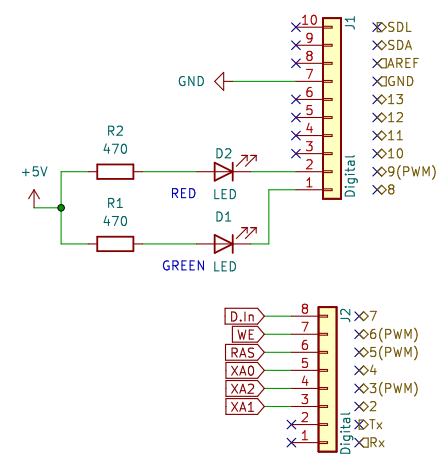 J1
10 SDL
9 SDA
8 AREF
GND 7 GND
6 13
5 12
4 11
3 10
R2
470
D2
2 9(PWM)
+5V
RED LED
1 8
Digital
R1
470
D1
GREEN LED
J2
D.In 8 7
WE 7 6(PWM)
RAS 6 5(PWM)
XA0 5 4
XA2 4 3(PWM)
XA1 3 2
2 Tx
1 Rx
Digital